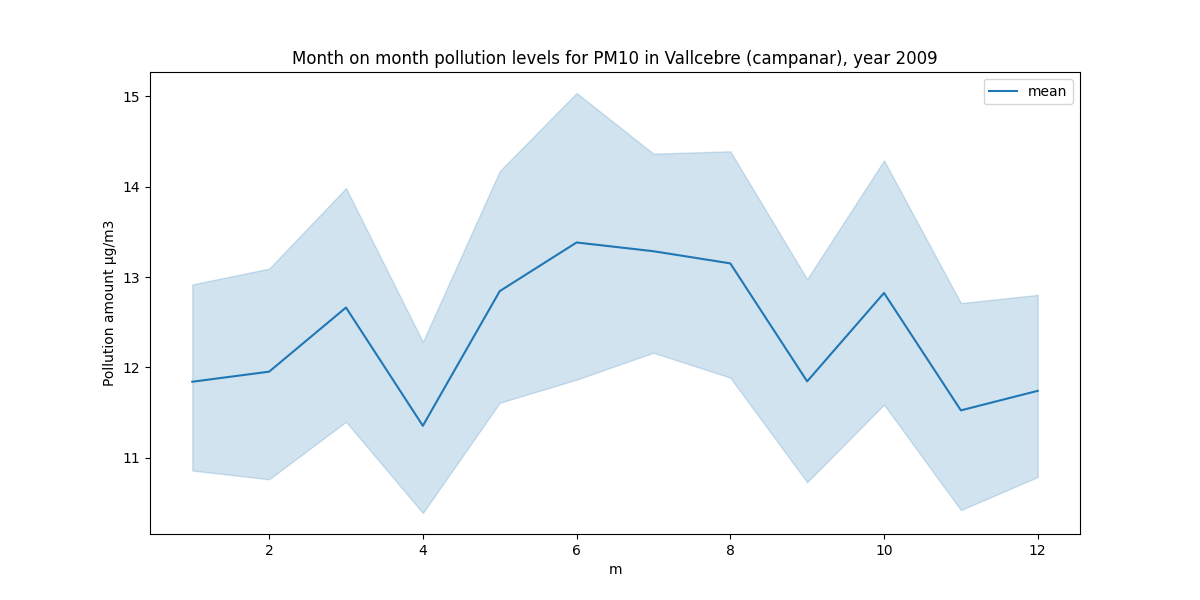 Month on month pollution levels for PM10 in Vallcebre (campanar), year 2009
mean
Pollution amount µg/m3
15
14
13
12
11
2 4 6 8 10 12
m